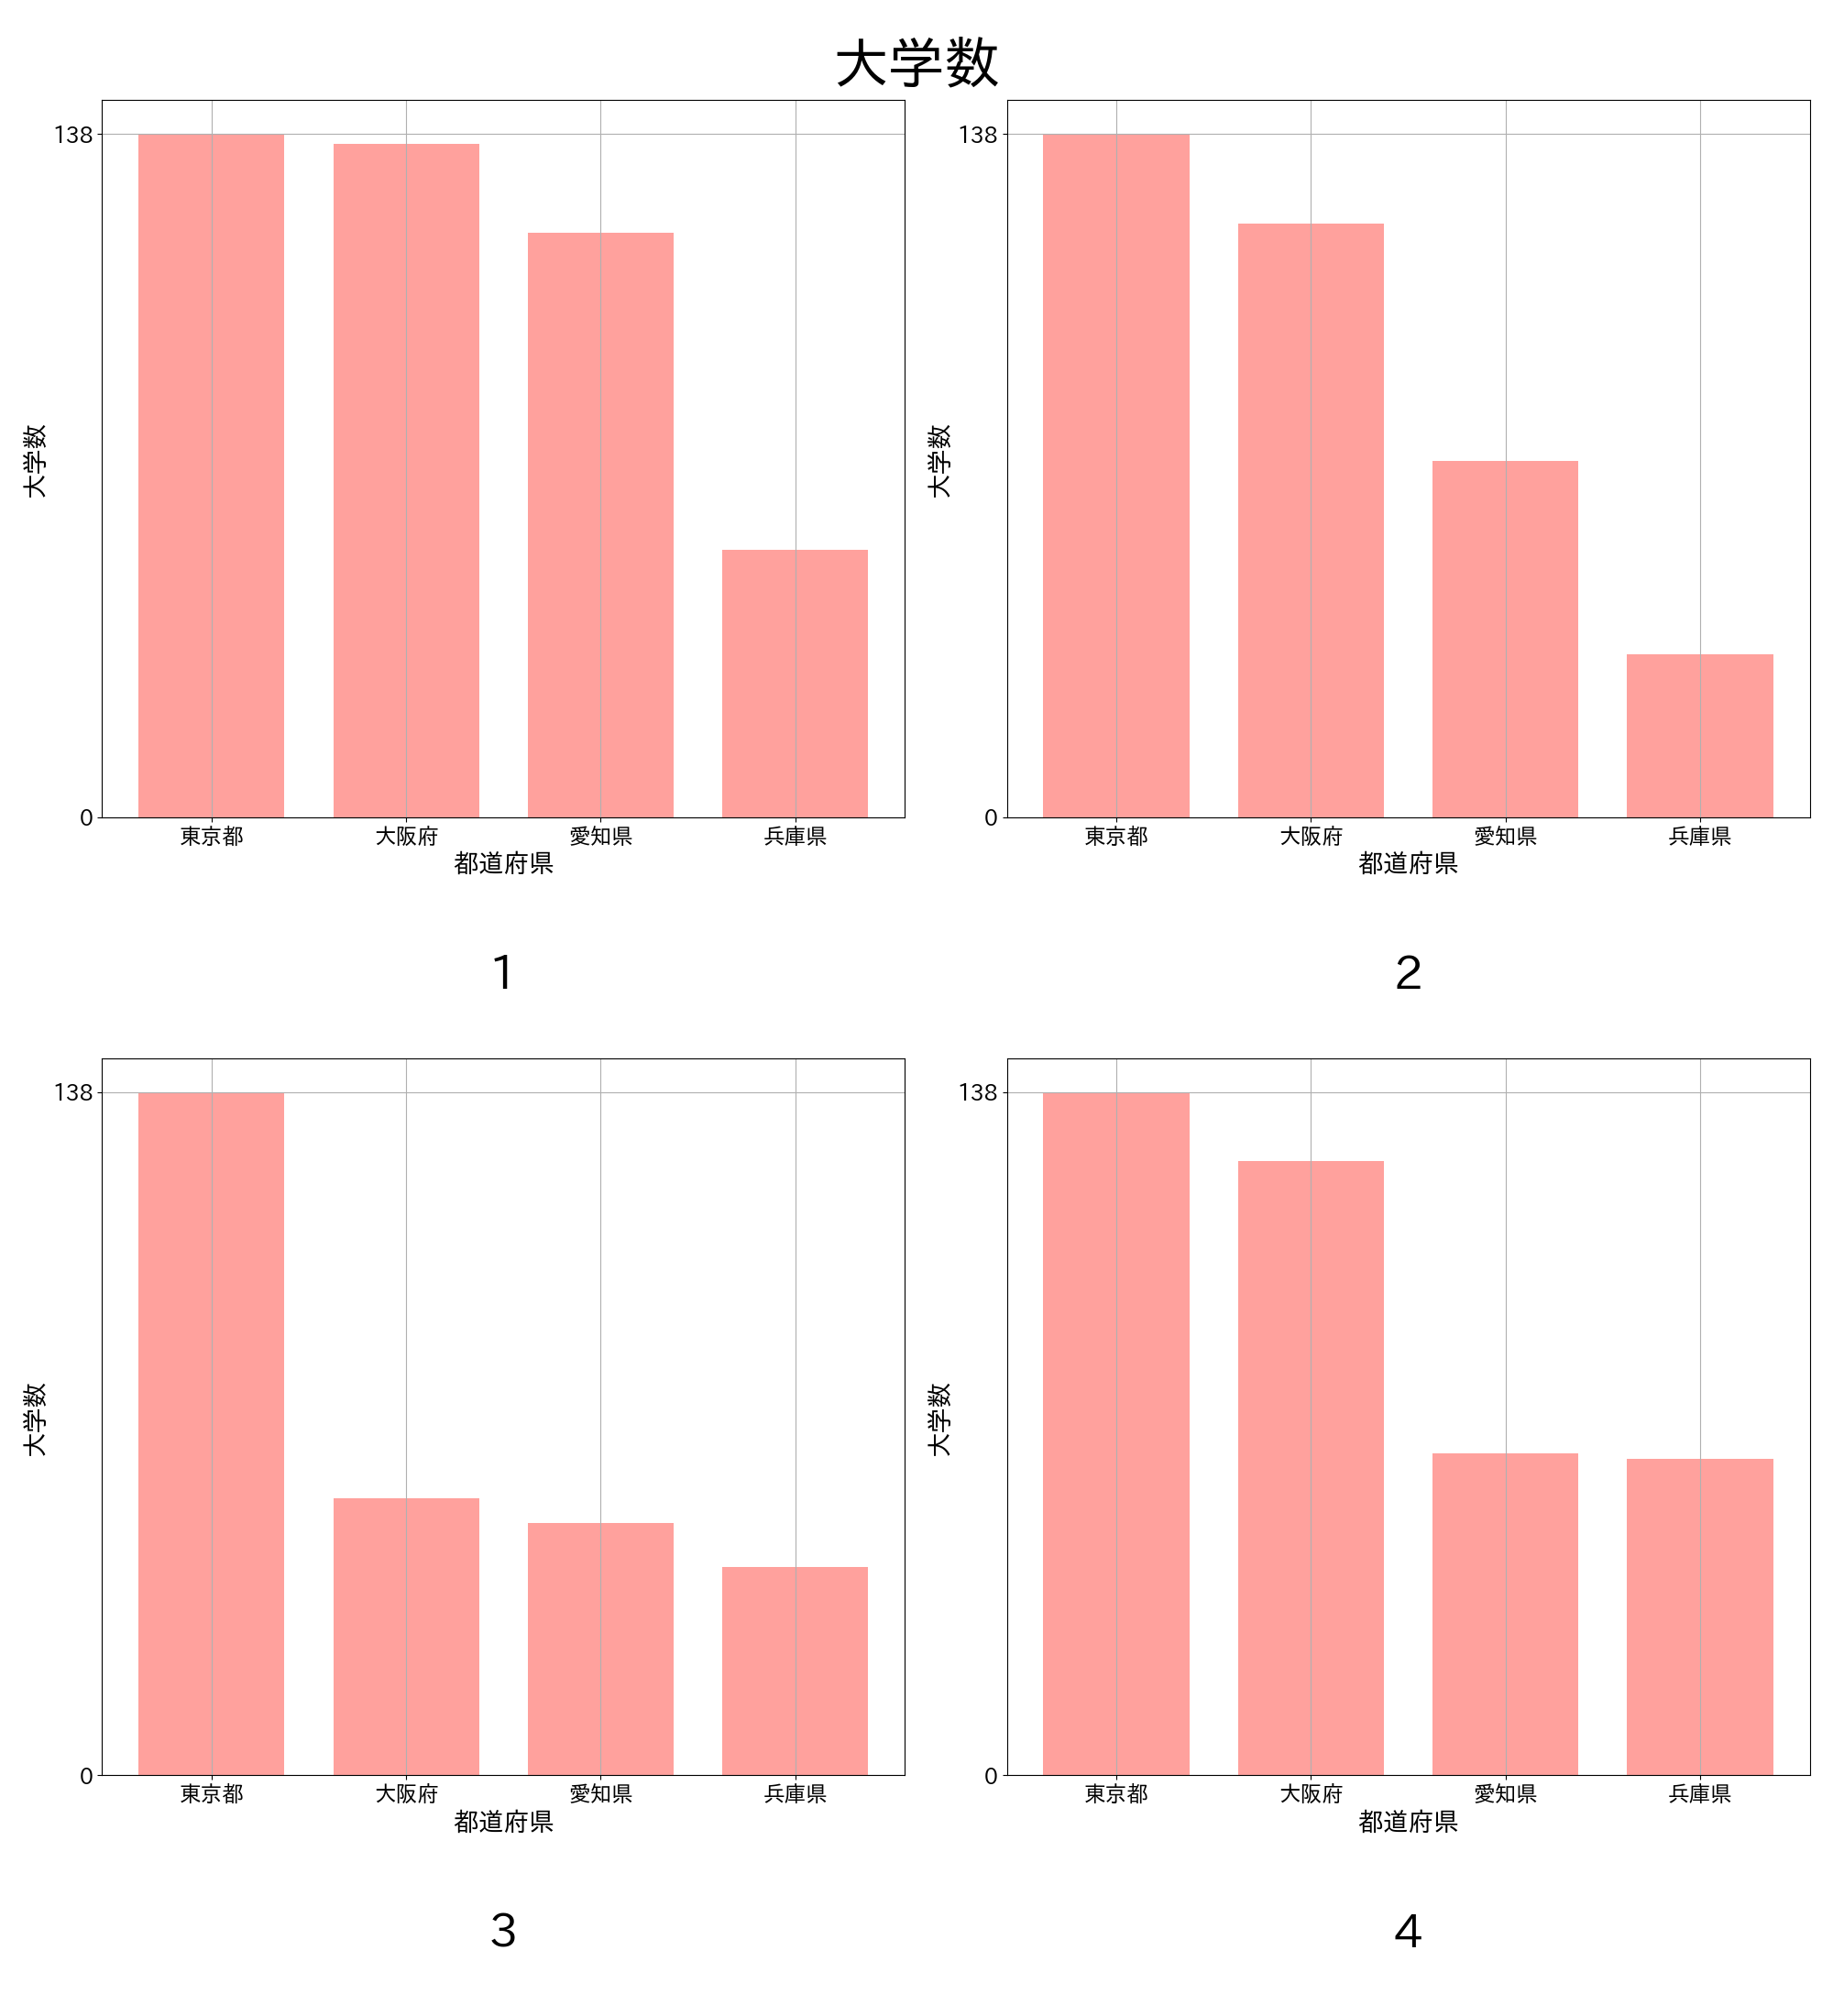 大学数
138
0
大学数
東京都 大阪府 愛知県 兵庫県
都道府県
1
138
0
大学数
東京都 大阪府 愛知県 兵庫県
都道府県
2
138
0
大学数
東京都 大阪府 愛知県 兵庫県
都道府県
3
138
0
大学数
東京都 大阪府 愛知県 兵庫県
都道府県
4